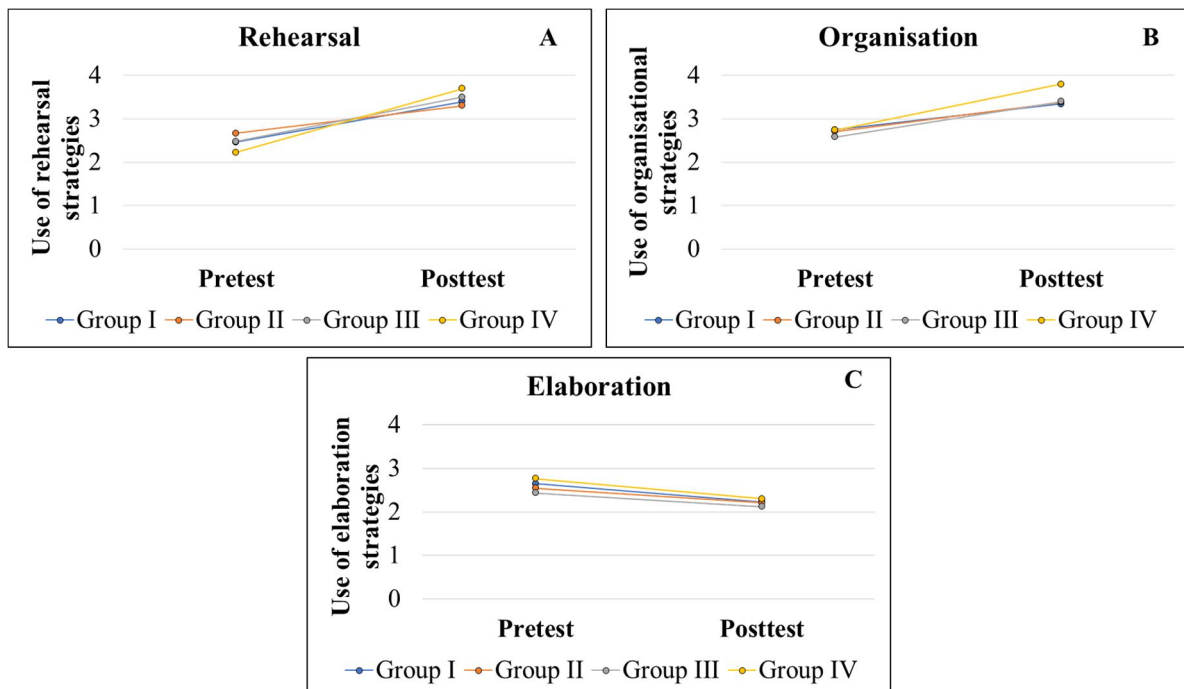 Rehearsal
A
Use of rehearsal
strategies
4
3
2
1
0
Pretest Posttest
Group I Group II Group III Group IV
Organisation
B
Use of organisational
strategies
4
3
2
1
0
Pretest Posttest
Group I Group II Group III Group IV
Elaboration
C
Use of elaboration
strategies
4
3
2
1
0
Pretest Posttest
Group I Group II Group III Group IV